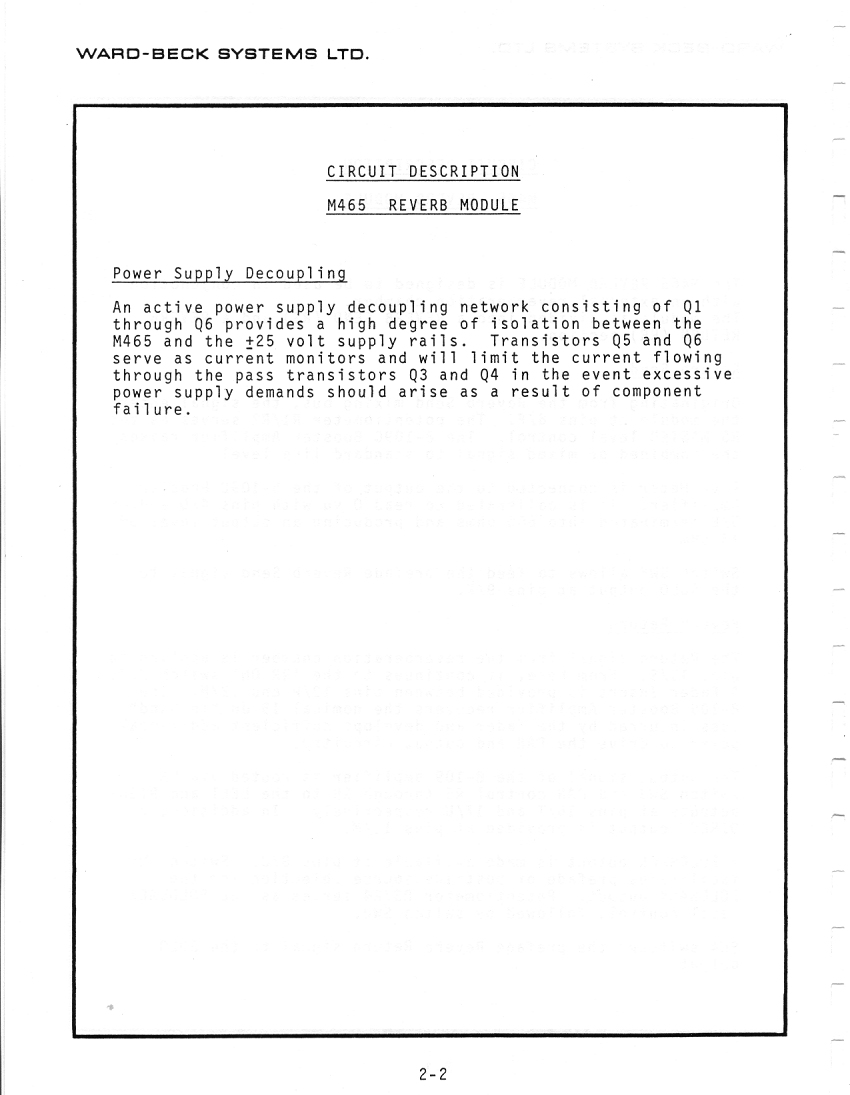 WARD-BECK SYSTEMS LTD.
CIRCUIT DESCRIPTION
M465 REVERB MODULE
Power Supply Decoupling
An active power supply decoupling network consisting of Q1
through Q6 provides a high degree of isolation between the
M465 and the ±25 volt supply rails. Transistors Q5 and Q6
serve as current monitors and will limit the current flowing
through the pass transistors Q3 and Q4 in the event excessive
power supply demands should arise as a result of component
failure.
2-2